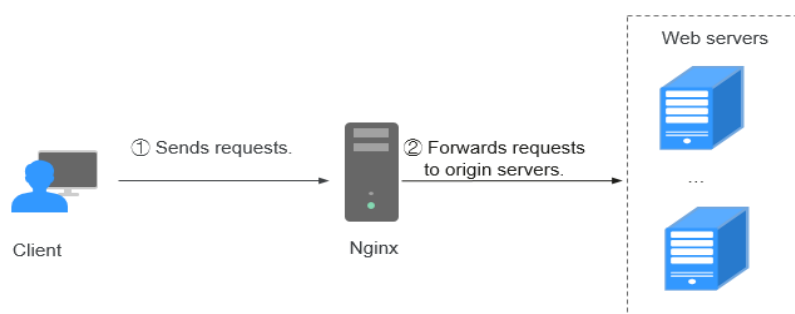 Web servers
① Sends requests.
② Forwards requests
to origin servers.
...
Client
Nginx